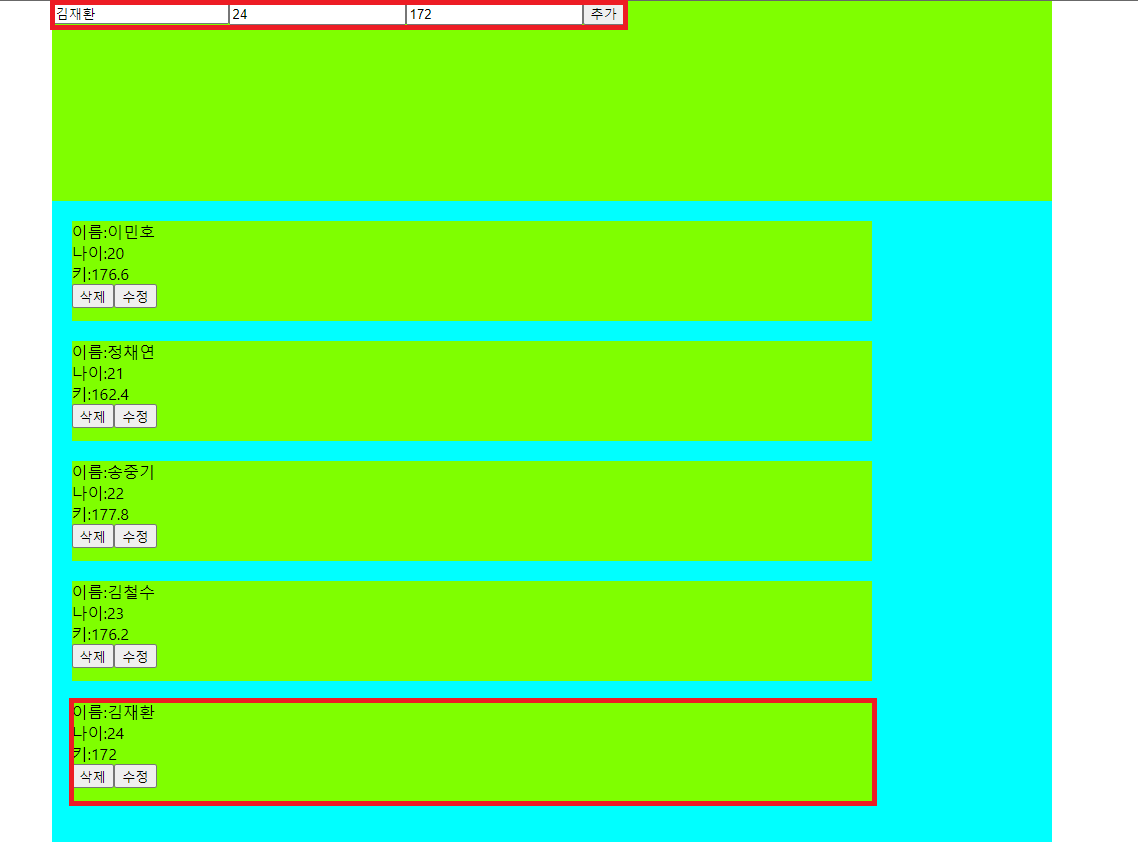 김재환 24 172 추가
이름:이민호
나이:20
키:176.6
삭제 수정
이름:정채연
나이:21
키:162.4
삭제 수정
이름:송중기
나이:22
키:177.8
삭제 수정
이름:김철수
나이:23
키:176.2
삭제 수정
이름:김재환
나이:24
키:172
삭제 수정